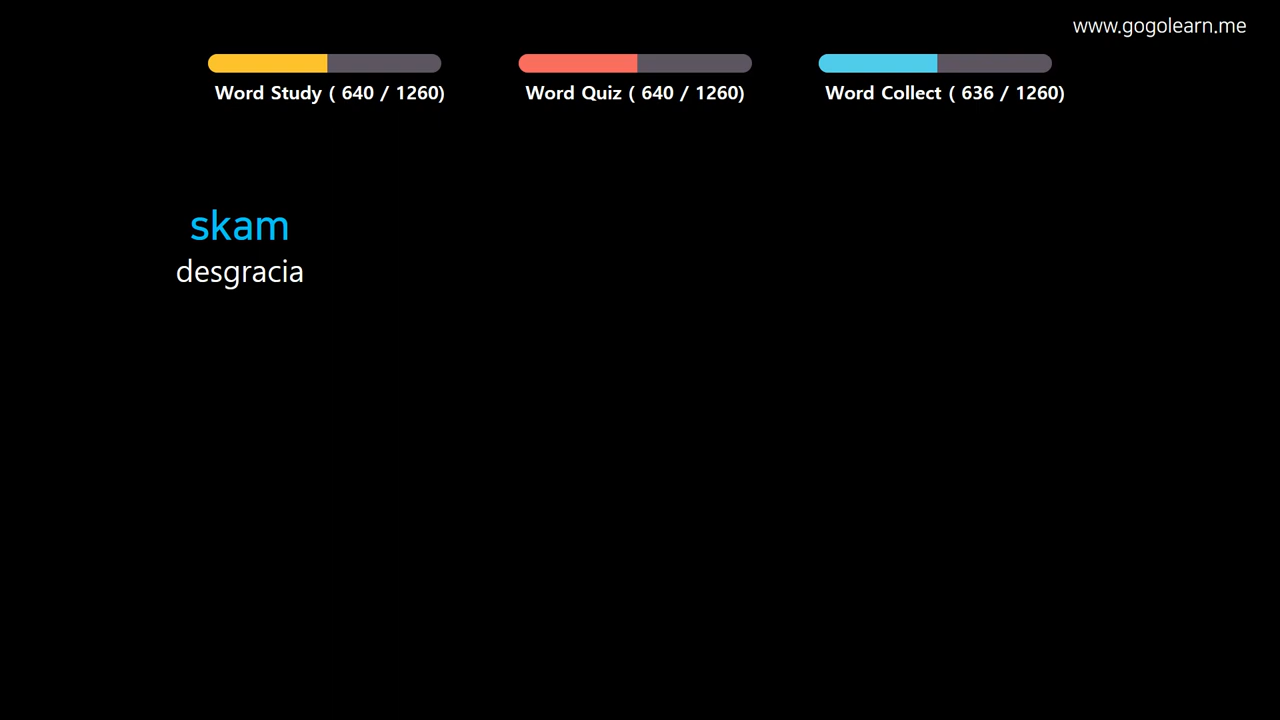 www.gogolearn.me
Word Study ( 640 / 1260)
Word Quiz ( 640 / 1260)
Word Collect ( 636 / 1260)
skam
desgracia